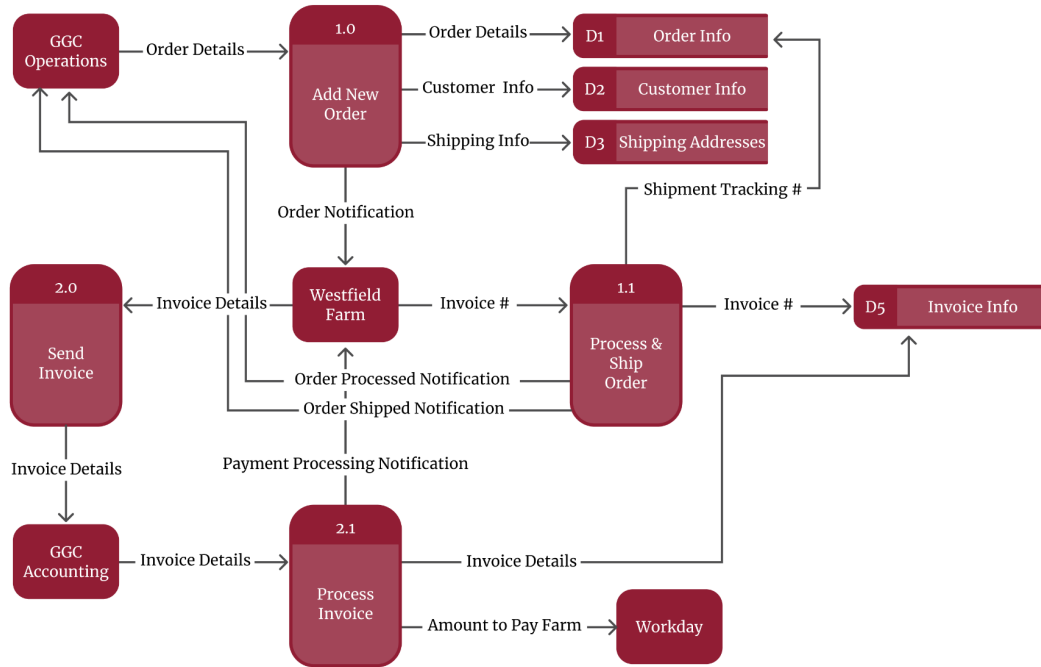 GGC
Operations
Order Details
1.0
Add New
Order
Order Details
D1
Order Info
Customer Info
D2
Customer Info
Shipping Info
D3
Shipping Addresses
Shipment Tracking #
Order Notification
2.0
Send
Invoice
Invoice Details
Westfield
Farm
Invoice #
1.1
Process &
Ship
Order
Invoice #
D5
Invoice Info
Order Processed Notification
Order Shipped Notification
Invoice Details
Payment Processing Notification
GGC
Accounting
Invoice Details
2.1
Process
Invoice
Invoice Details
Amount to Pay Farm
Workday